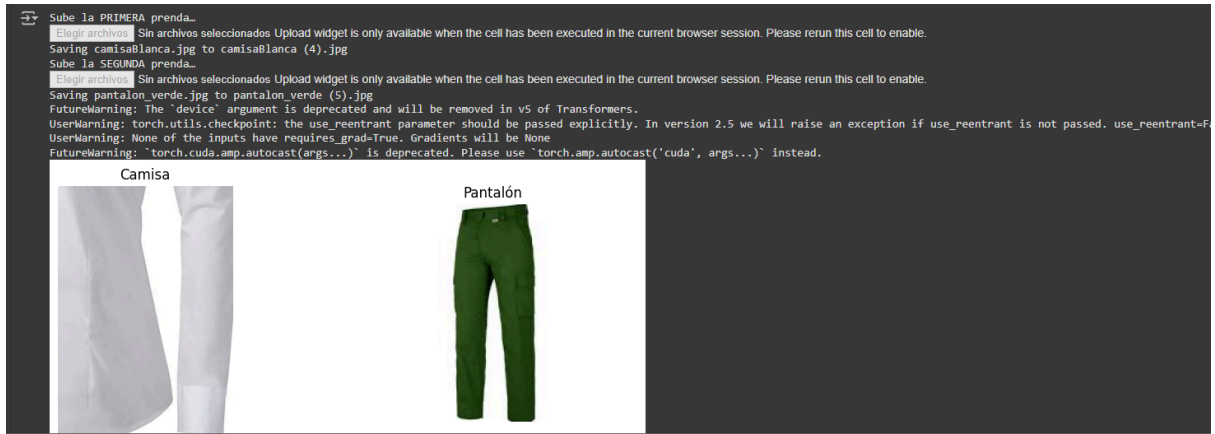 Sube la PRIMERA prenda…
Elegir archivos Sin archivos seleccionados Upload widget is only available when the cell has been executed in the current browser session. Please rerun this cell to enable.
Saving camisaBlanca.jpg to camisaBlanca (4).jpg
Sube la SEGUNDA prenda…
Elegir archivos Sin archivos seleccionados Upload widget is only available when the cell has been executed in the current browser session. Please rerun this cell to enable.
Saving pantalon_verde.jpg to pantalon_verde (5).jpg
FutureWarning: The `device` argument is deprecated and will be removed in v5 of Transformers.
UserWarning: torch.utils.checkpoint: the use_reentrant parameter should be passed explicitly. In version 2.5 we will raise an exception if use_reentrant is not passed. use_reentrant=Fa
UserWarning: None of the inputs have requires_grad=True. Gradients will be None
FutureWarning: `torch.cuda.amp.autocast(args...)` is deprecated. Please use `torch.amp.autocast('cuda', args...)` instead.
Camisa
Pantalón